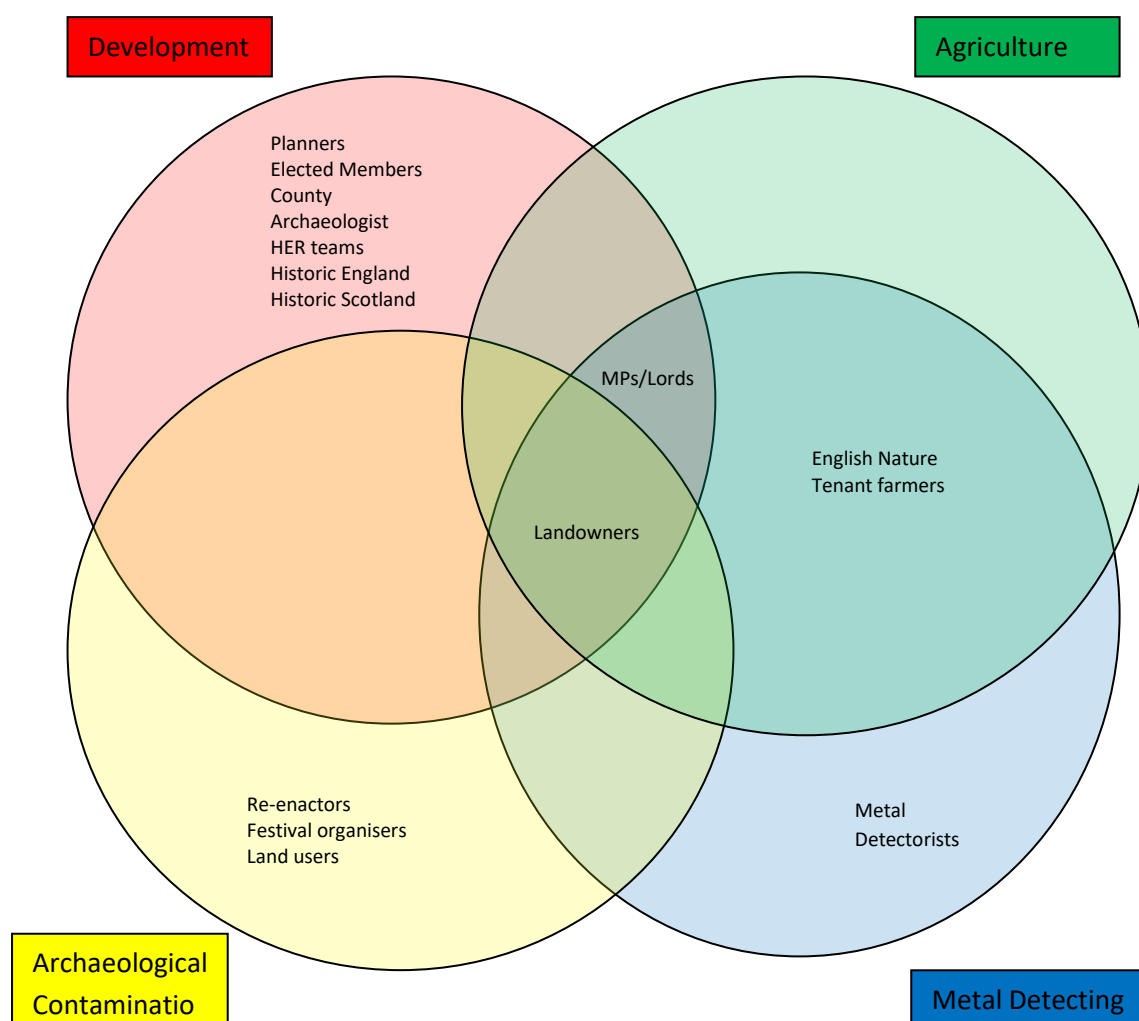 Development
Agriculture
Planners
Elected Members
County
Archaeologist
HER teams
Historic England
Historic Scotland
MPs/Lords
English Nature
Tenant farmers
Landowners
Re-enactors
Festival organisers
Land users
Metal
Detectorists
Archaeological
Contaminatio
Metal Detecting